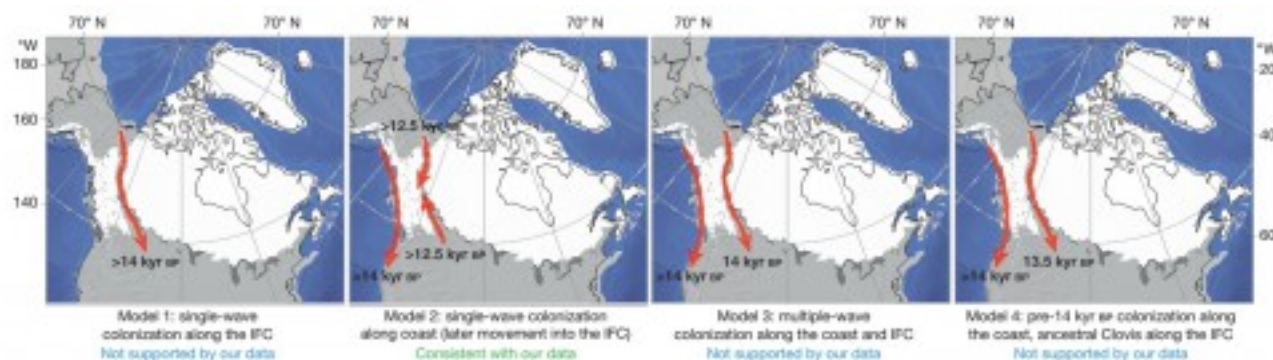 70° N 70° N 70° N 70° N 70° N
°W °W
180 20
160 40
140 60
>14 kyr BP
>12.5 kyr
>12.5 kyr BP
>14 kyr BP
>14 kyr BP 14 kyr BP
>14 kyr BP 13.5 kyr BP
Model 1: single-wave
colonization along the IFC
Not supported by our data
Model 2: single-wave colonization
along coast (later movement into the IFC)
Consistent with our data
Model 3: multiple-wave
colonization along the coast and IFC
Not supported by our data
Model 4: pre-14 kyr BP colonization along
the coast, ancestral Clovis along the IFC
Not supported by our data